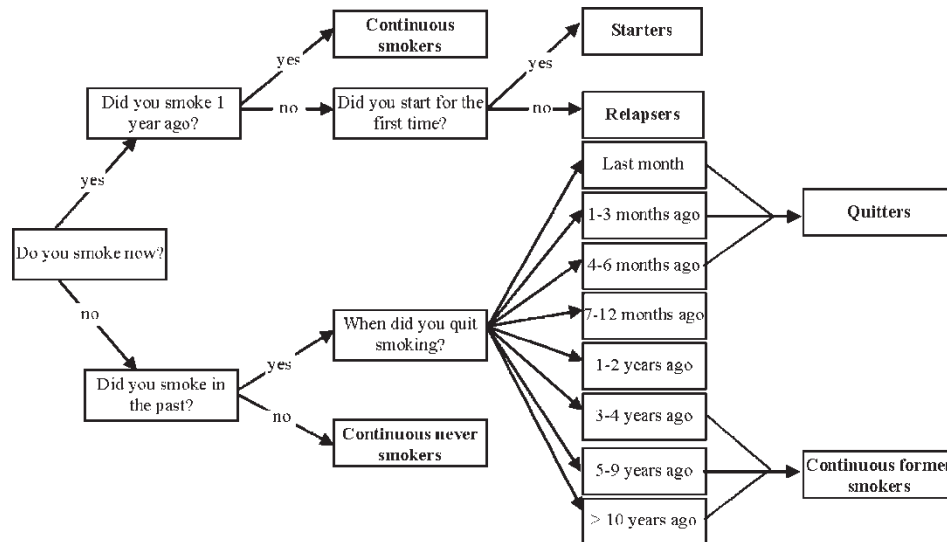 Continuous
smokers
Starters
yes
yes
Did you smoke 1
year ago?
no
Did you start for the
first time?
no
Relapsers
Last month
yes
1-3 months ago
Quitters
Do you smoke now?
4-6 months ago
no
When did you quit
smoking?
7-12 months ago
yes
1-2 years ago
Did you smoke in
the past?
3-4 years ago
no
Continuous never
smokers
5-9 years ago
Continuous former
smokers
> 10 years ago